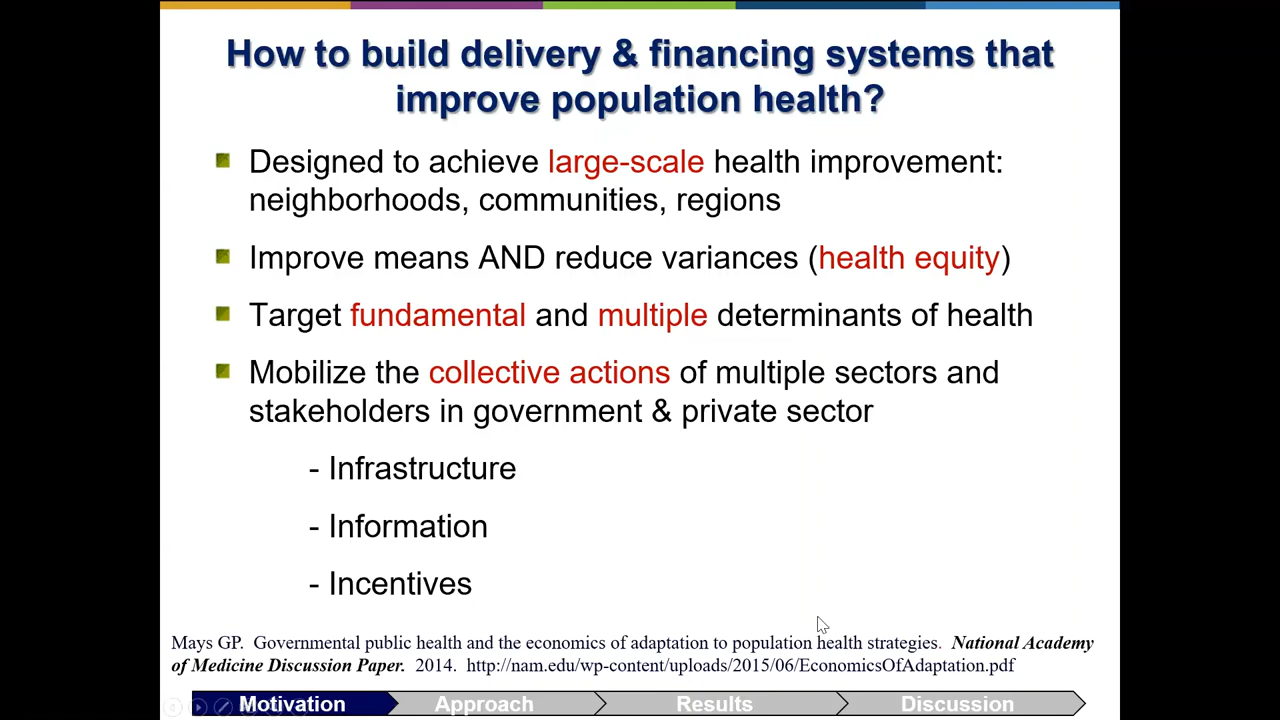 How to build delivery & financing systems that
improve population health?
Designed to achieve large-scale health improvement:
neighborhoods, communities, regions
Improve means AND reduce variances (health equity)
Target fundamental and multiple determinants of health
Mobilize the collective actions of multiple sectors and
stakeholders in government & private sector
- Infrastructure
- Information
- Incentives
Mays GP. Governmental public health and the economics of adaptation to population health strategies. National Academy
of Medicine Discussion Paper. 2014. http://nam.edu/wp-content/uploads/2015/06/EconomicsOfAdaptation.pdf
Motivation Approach Results Discussion